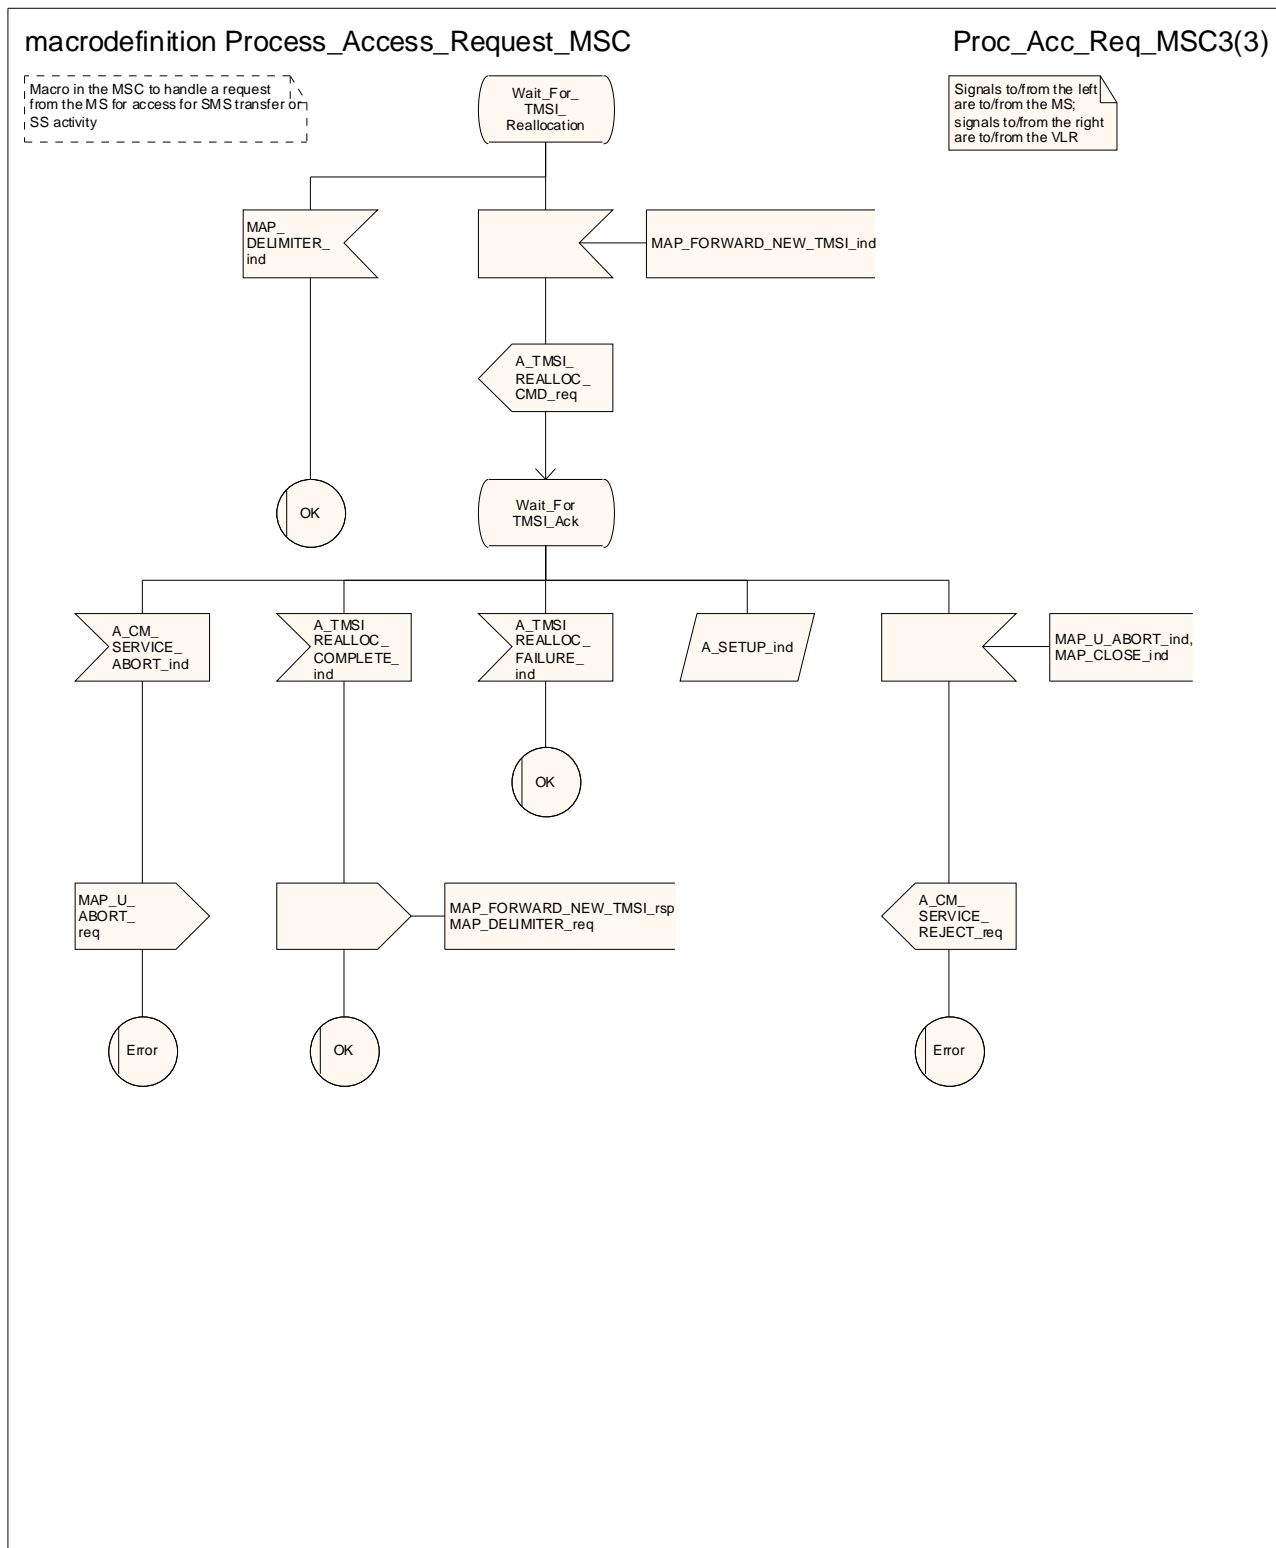 macrodefinition Process_Access_Request_MSC
Proc_Acc_Req_MSC3(3)
Macro in the MSC to handle a request
from the MS for access for SMS transfer or
SS activity
Wait_For_
TMSI_
Reallocation
Signals to/from the left
are to/from the MS;
signals to/from the right
are to/from the VLR
MAP_
DELIMITER_
ind
MAP_FORWARD_NEW_TMSI_ind
A_TMSI_
REALLOC_
CMD_req
OK
Wait_For
TMSI_Ack
A_CM_
SERVICE_
ABORT_ind
A_TMSI
REALLOC_
COMPLETE_
ind
A_TMSI
REALLOC_
FAILURE_
ind
A_SETUP_ind
MAP_U_ABORT_ind,
MAP_CLOSE_ind
OK
MAP_U_
ABORT_
req
MAP_FORWARD_NEW_TMSI_rsp
MAP_DELIMITER_req
A_CM_
SERVICE_
REJECT_req
Error
OK
Error